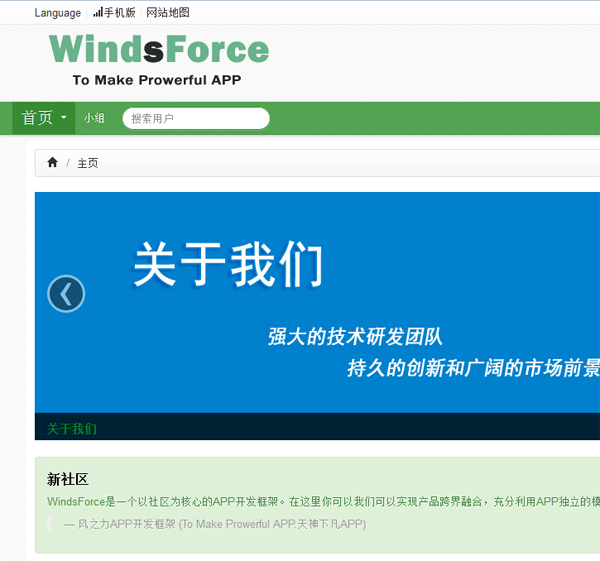 Language 手机版 网站地图
WindsForce
To Make Prowerful APP
首页 小组 搜索用户
/ 主页
关于我们
强大的技术研发团队
持久的创新和广阔的市场前景
关于我们
新社区
WindsForce是一个以社区为核心的APP开发框架。在这里你可以我们可以实现产品跨界融合，充分利用APP独立的模
— 风之力APP开发框架 (To Make Prowerful APP.天神下凡APP)